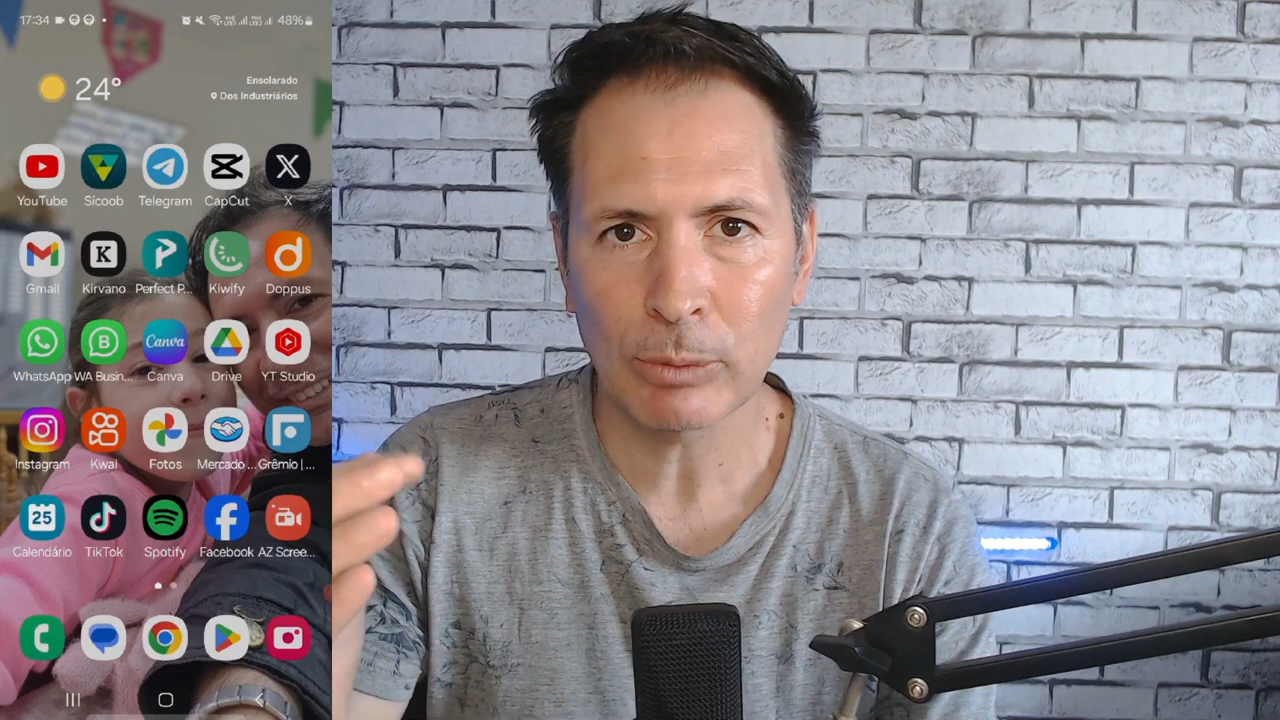 17:34
48%
24°
Ensolarado
Dos Industriários
YouTube
Sicoob
Telegram
CapCut
X
Gmail
K
Kirvano
Perfect P...
Kiwify
Doppus
WhatsApp
B
WA Busin...
Canva
Canva
Drive
YT Studio
Instagram
Kwai
Fotos
Mercado ...
Grêmio | ...
25
Calendário
TikTok
Spotify
Facebook
AZ Scree...